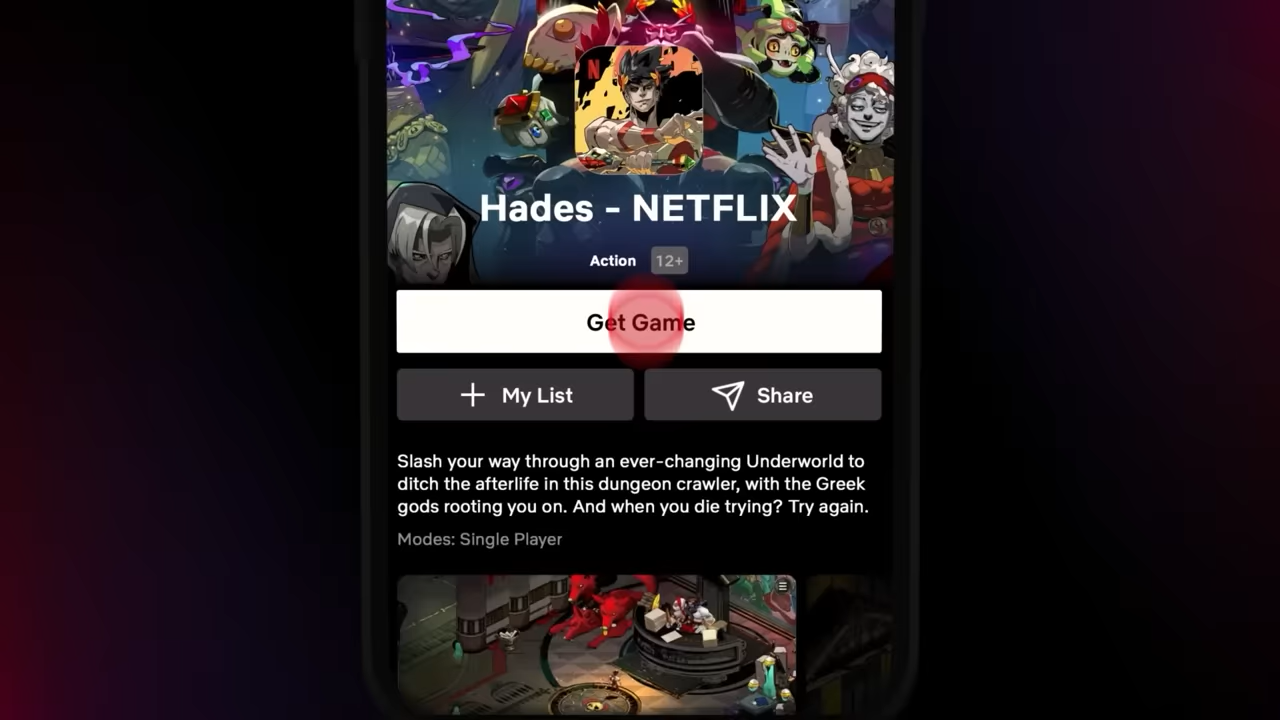 N
Hades - NETFLIX
Action 12+
Get Game
My List
Share
Slash your way through an ever-changing Underworld to
ditch the afterlife in this dungeon crawler, with the Greek
gods rooting you on. And when you die trying? Try again.
Modes: Single Player